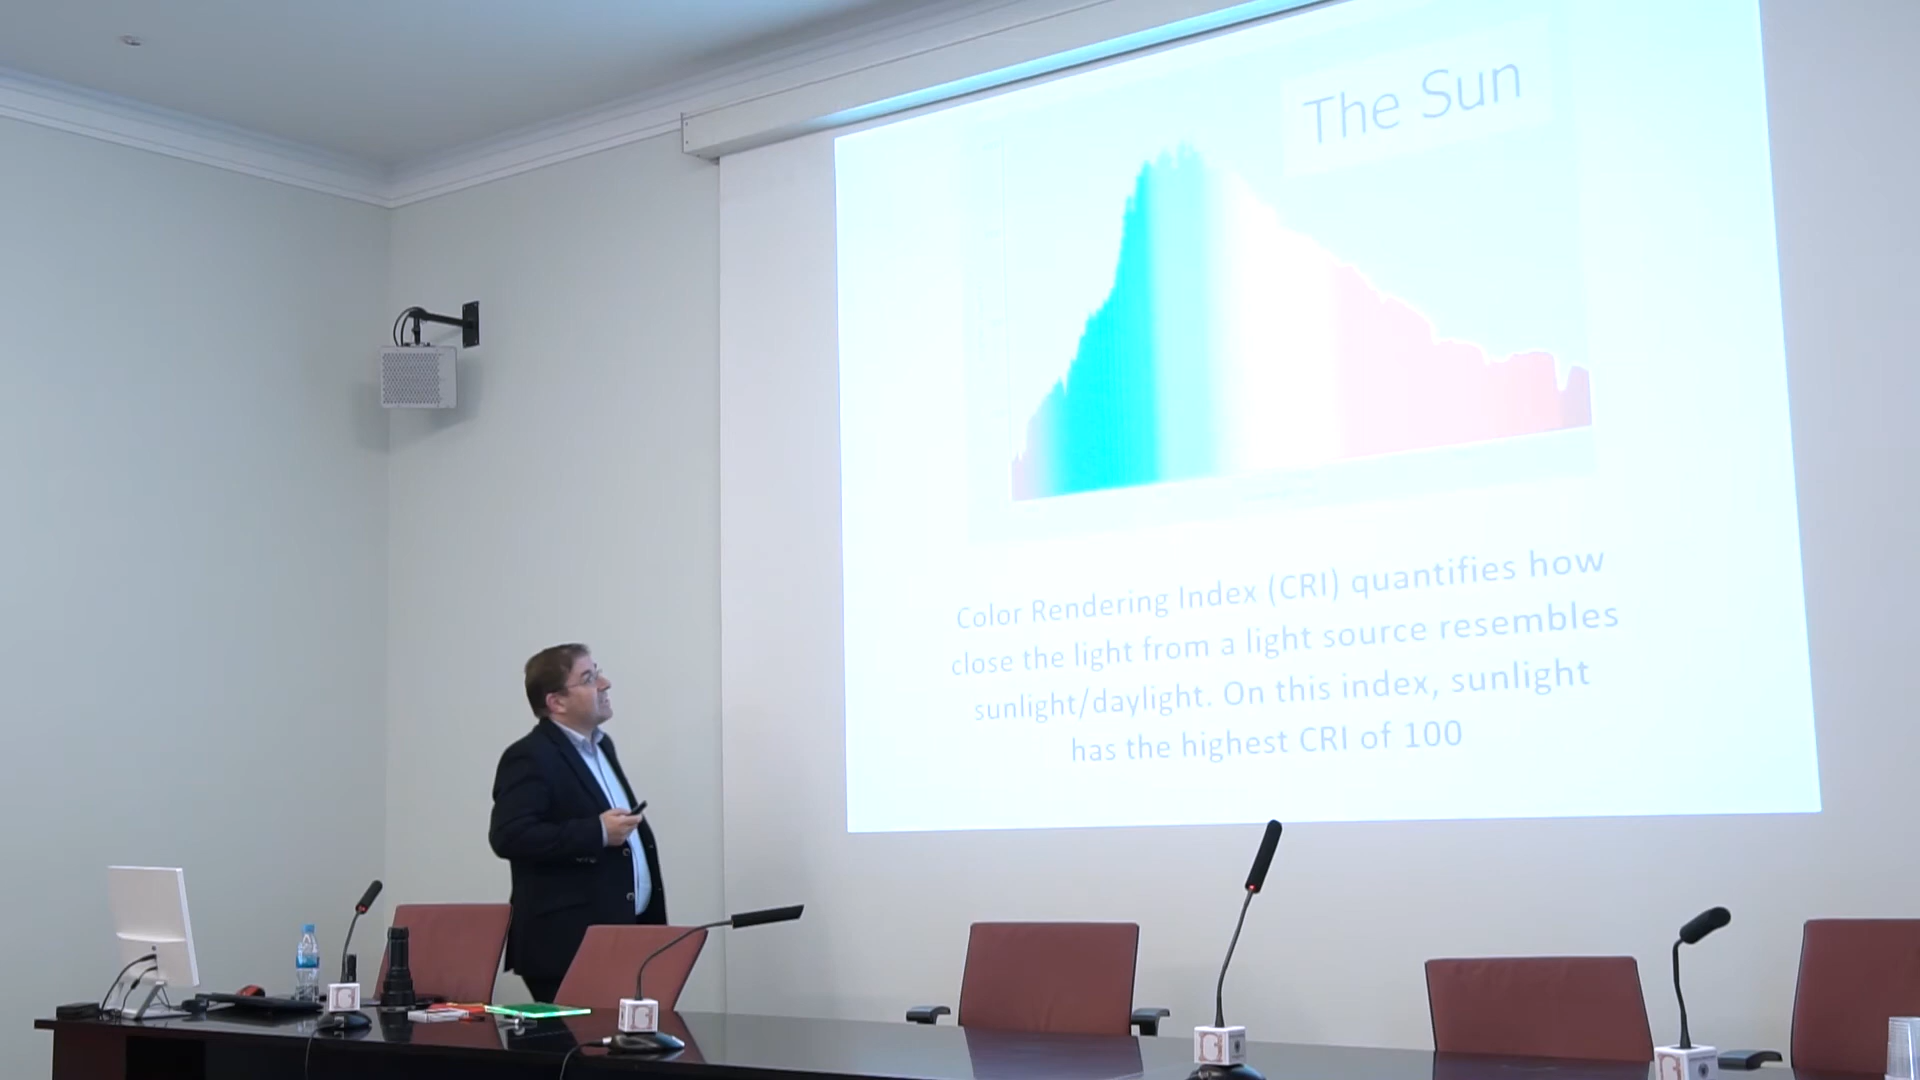 The Sun
Color Rendering Index (CRI) quantifies how
close the light from a light source resembles
sunlight/daylight. On this index, sunlight
has the highest CRI of 100